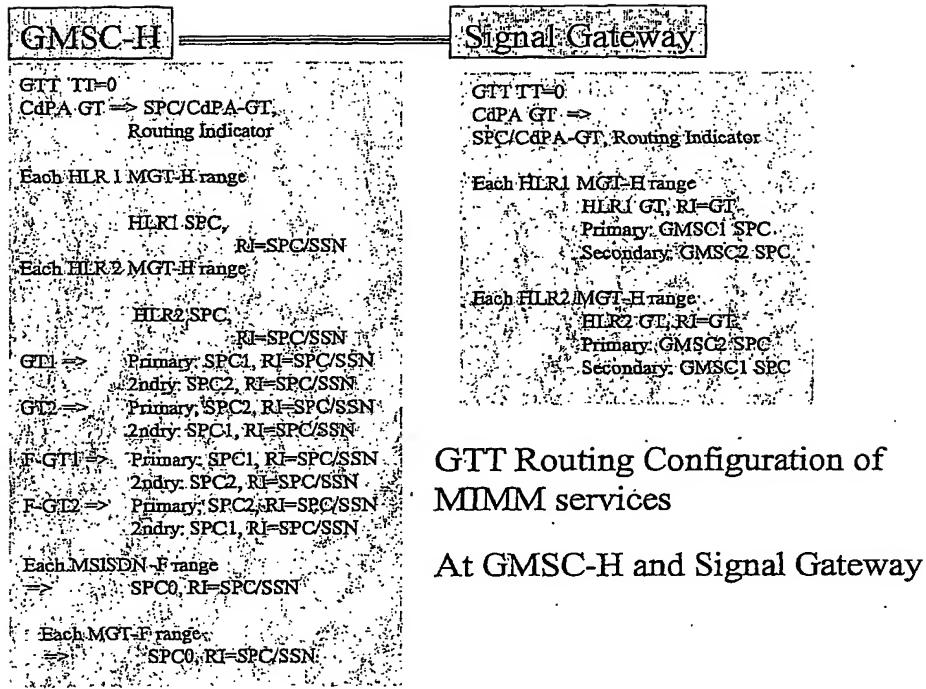 GMSC-H
GTT TT=0
CdPA GT => SPC/CdPA-GT,
Routing Indicator
Each HLR 1 MGT-H range
HLR1 SPC,
RI=SPC/SSN
Each HLR 2 MGT-H range
HLR2 SPC,
RI=SPC/SSN
GT1 => Primary: SPC1, RI=SPC/SSN
2ndry: SPC2, RI=SPC/SSN
GT2 => Primary: SPC2, RI=SPC/SSN
2ndry: SPC1, RI=SPC/SSN
F-GT1 => Primary: SPC1, RI=SPC/SSN
2ndry: SPC2, RI=SPC/SSN
F-GT2 => Primary: SPC2, RI=SPC/SSN
2ndry: SPC1, RI=SPC/SSN
Each MSISDN-F range
=> SPC0, RI=SPC/SSN
Each MGT-F range
=> SPC0, RI=SPC/SSN
Signal Gateway
GTT TT=0
CdPA GT =>
SPC/CdPA-GT, Routing Indicator
Each HLR1 MGT-H range
HLR1 GT, RI=GT
Primary: GMSC1 SPC
Secondary: GMSC2 SPC
Each HLR2 MGT-H range
HLR2 GT, RI=GT
Primary: GMSC2 SPC
Secondary: GMSC1 SPC
GTT Routing Configuration of
MIMM services
At GMSC-H and Signal Gateway